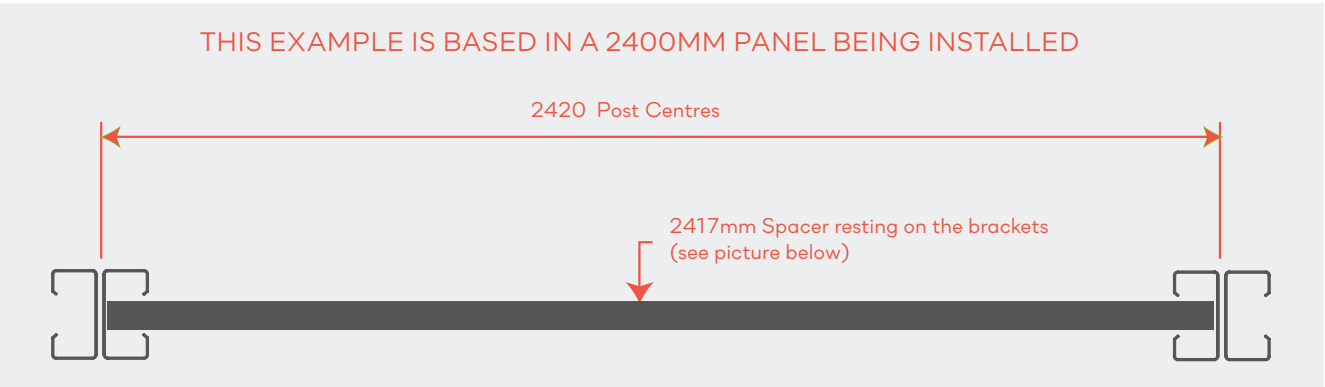 THIS EXAMPLE IS BASED IN A 2400MM PANEL BEING INSTALLED
2420 Post Centres
2417mm Spacer resting on the brackets
(see picture below)